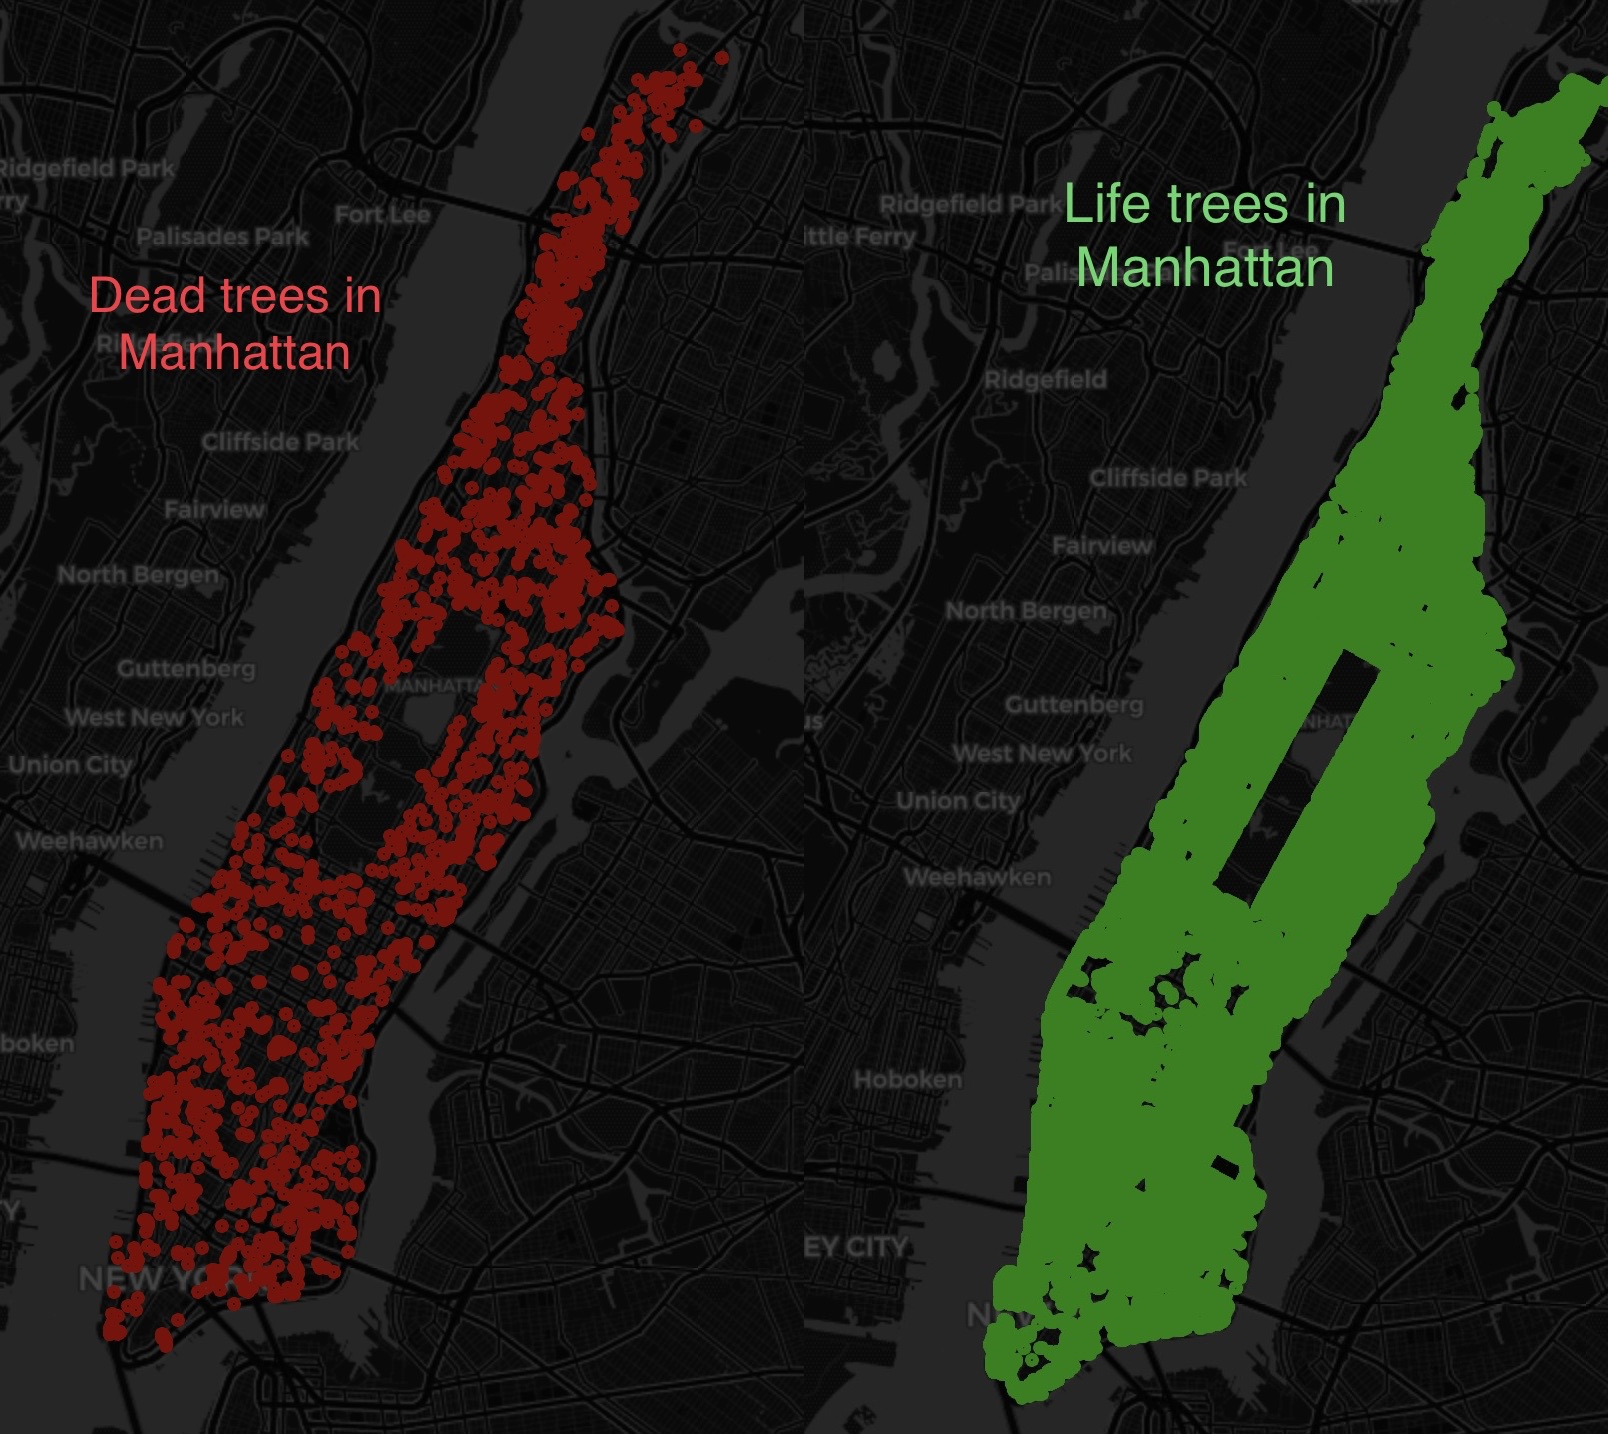 Ridgefield Park
rry
Fort Lee
Palisades Park
Dead trees in
Manhattan
Cliffside Park
Fairview
North Bergen
Guttenberg
MANHATTA
West New York
Union City
Weehawken
boken
Y
NEW YOR
Life trees in
Manhattan
Ridgefield Park
ttle Ferry
Fort Lee
Ridgefield
Cliffside Park
Fairview
North Bergen
Guttenberg
us
NHAT
West New York
Union City
Weehawken
Hoboken
EY CITY